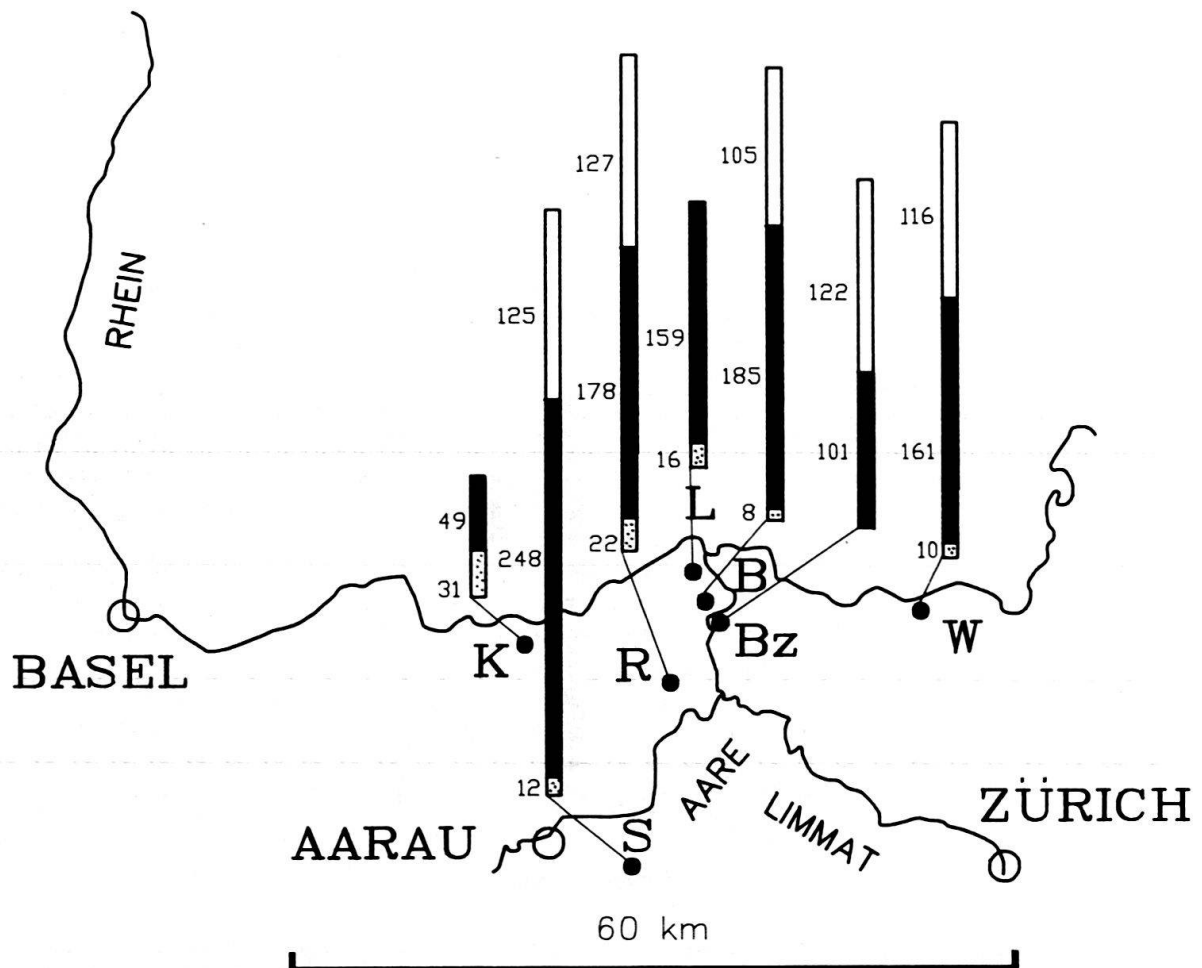 127
105
116
RHEIN
125
122
159
178
185
101
161
16
49
L
8
248
22
10
31
B
BASEL
K
R
Bz
W
12
AARE
ZÜRICH
LIMMAT
AARAU
S
60 km